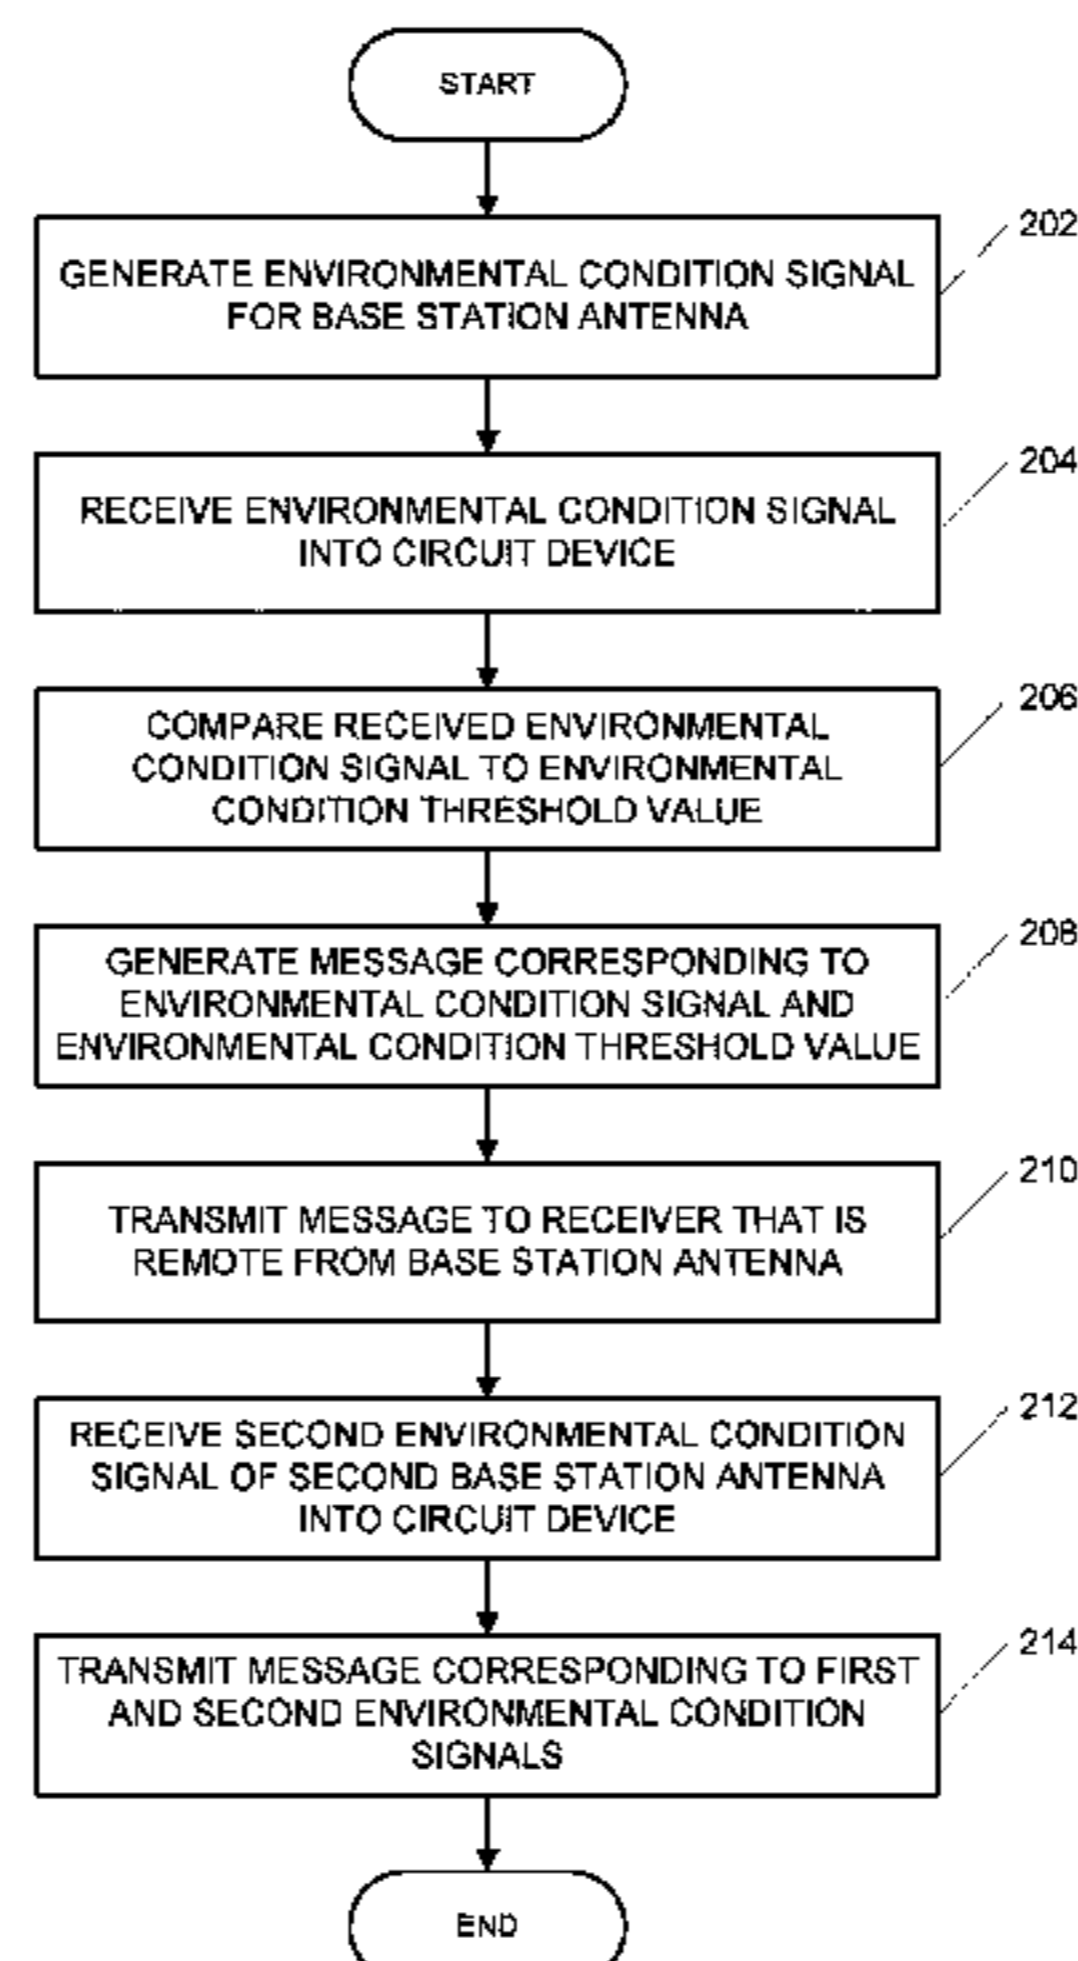 START
202
GENERATE ENVIRONMENTAL CONDITION SIGNAL
FOR BASE STATION ANTENNA
204
RECEIVE ENVIRONMENTAL CONDITION SIGNAL
INTO CIRCUIT DEVICE
206
COMPARE RECEIVED ENVIRONMENTAL
CONDITION SIGNAL TO ENVIRONMENTAL
CONDITION THRESHOLD VALUE
208
GENERATE MESSAGE CORRESPONDING TO
ENVIRONMENTAL CONDITION SIGNAL AND
ENVIRONMENTAL CONDITION THRESHOLD VALUE
210
TRANSMIT MESSAGE TO RECEIVER THAT IS
REMOTE FROM BASE STATION ANTENNA
212
RECEIVE SECOND ENVIRONMENTAL CONDITION
SIGNAL OF SECOND BASE STATION ANTENNA
INTO CIRCUIT DEVICE
214
TRANSMIT MESSAGE CORRESPONDING TO FIRST
AND SECOND ENVIRONMENTAL CONDITION
SIGNALS
END